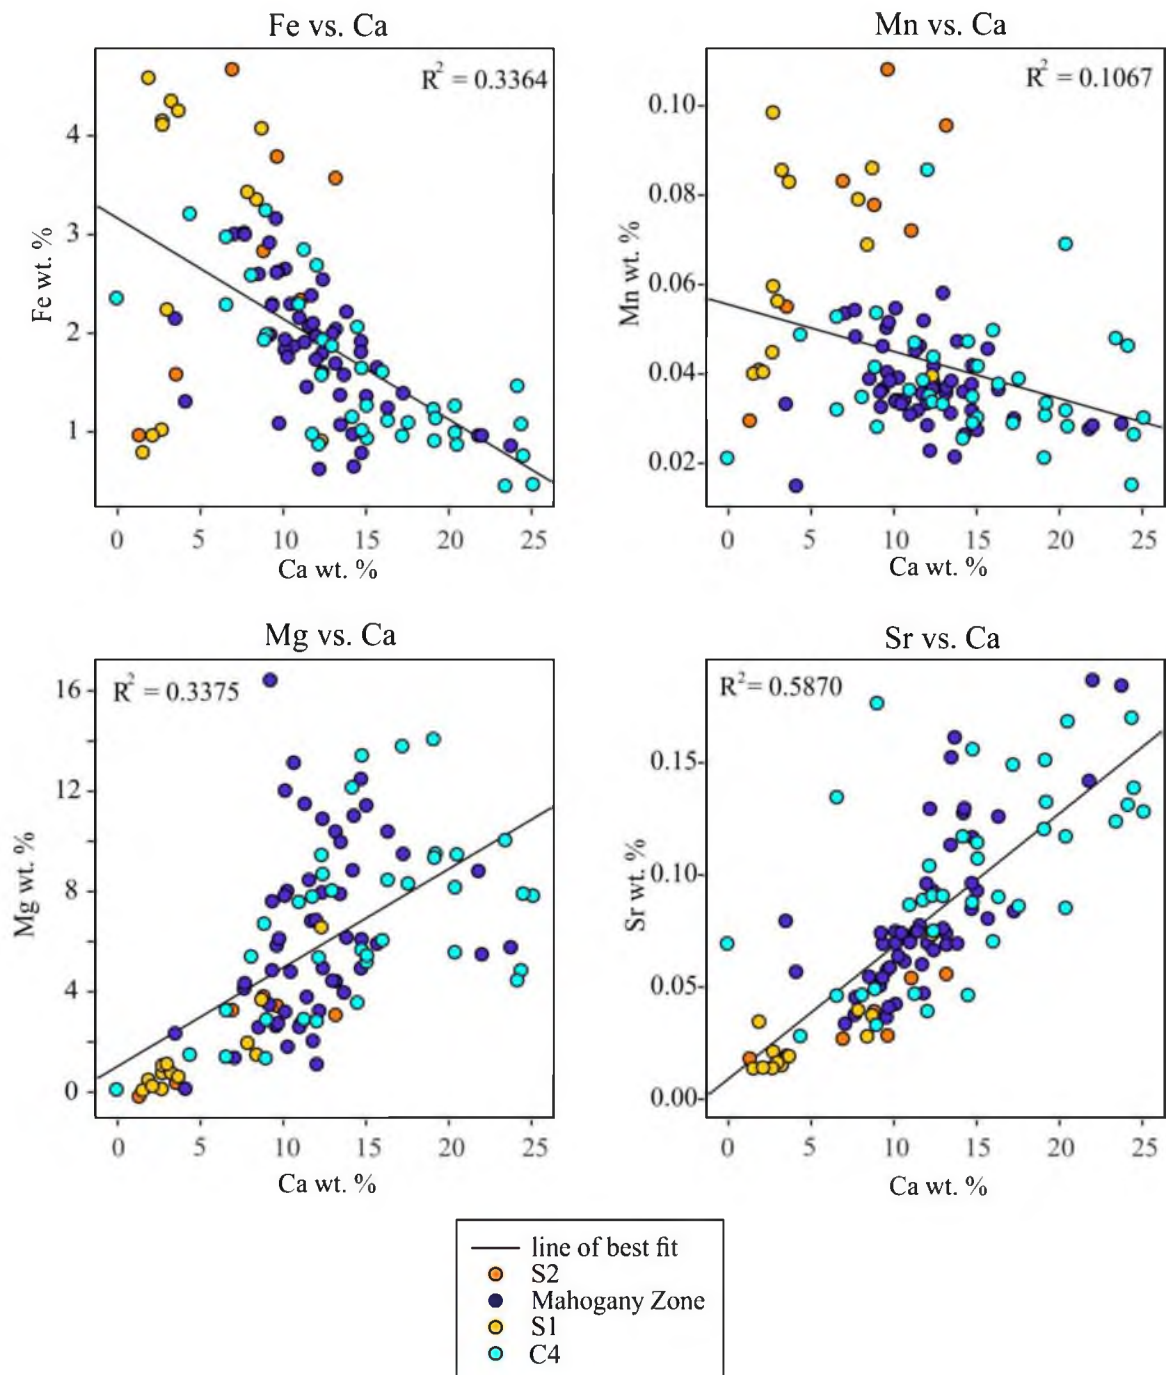 Fe vs. Ca
R² = 0.3364
4
3
2
1
Fe wt. %
0 5 10 15 20 25
Ca wt. %
Mn vs. Ca
R² = 0.1067
0.10
0.08
0.06
0.04
0.02
Mn wt. %
0 5 10 15 20 25
Ca wt. %
Mg vs. Ca
R² = 0.3375
16
12
8
4
0
Mg wt. %
0 5 10 15 20 25
Ca wt. %
Sr vs. Ca
R² = 0.5870
0.15
0.10
0.05
0.00
Sr wt. %
0 5 10 15 20 25
Ca wt. %
line of best fit
S2
Mahogany Zone
S1
C4